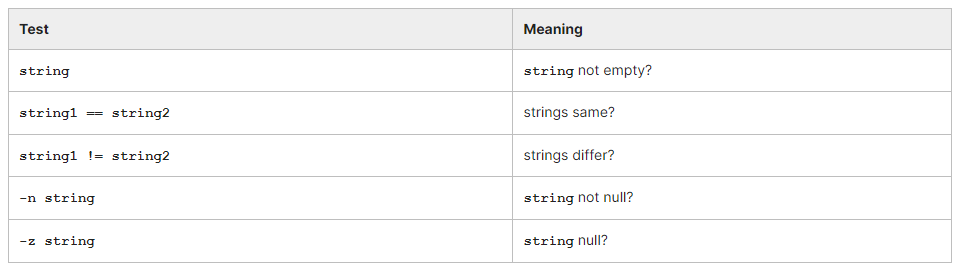 Test Meaning
string string not empty?
string1 == string2 strings same?
string1 != string2 strings differ?
-n string string not null?
-z string string null?